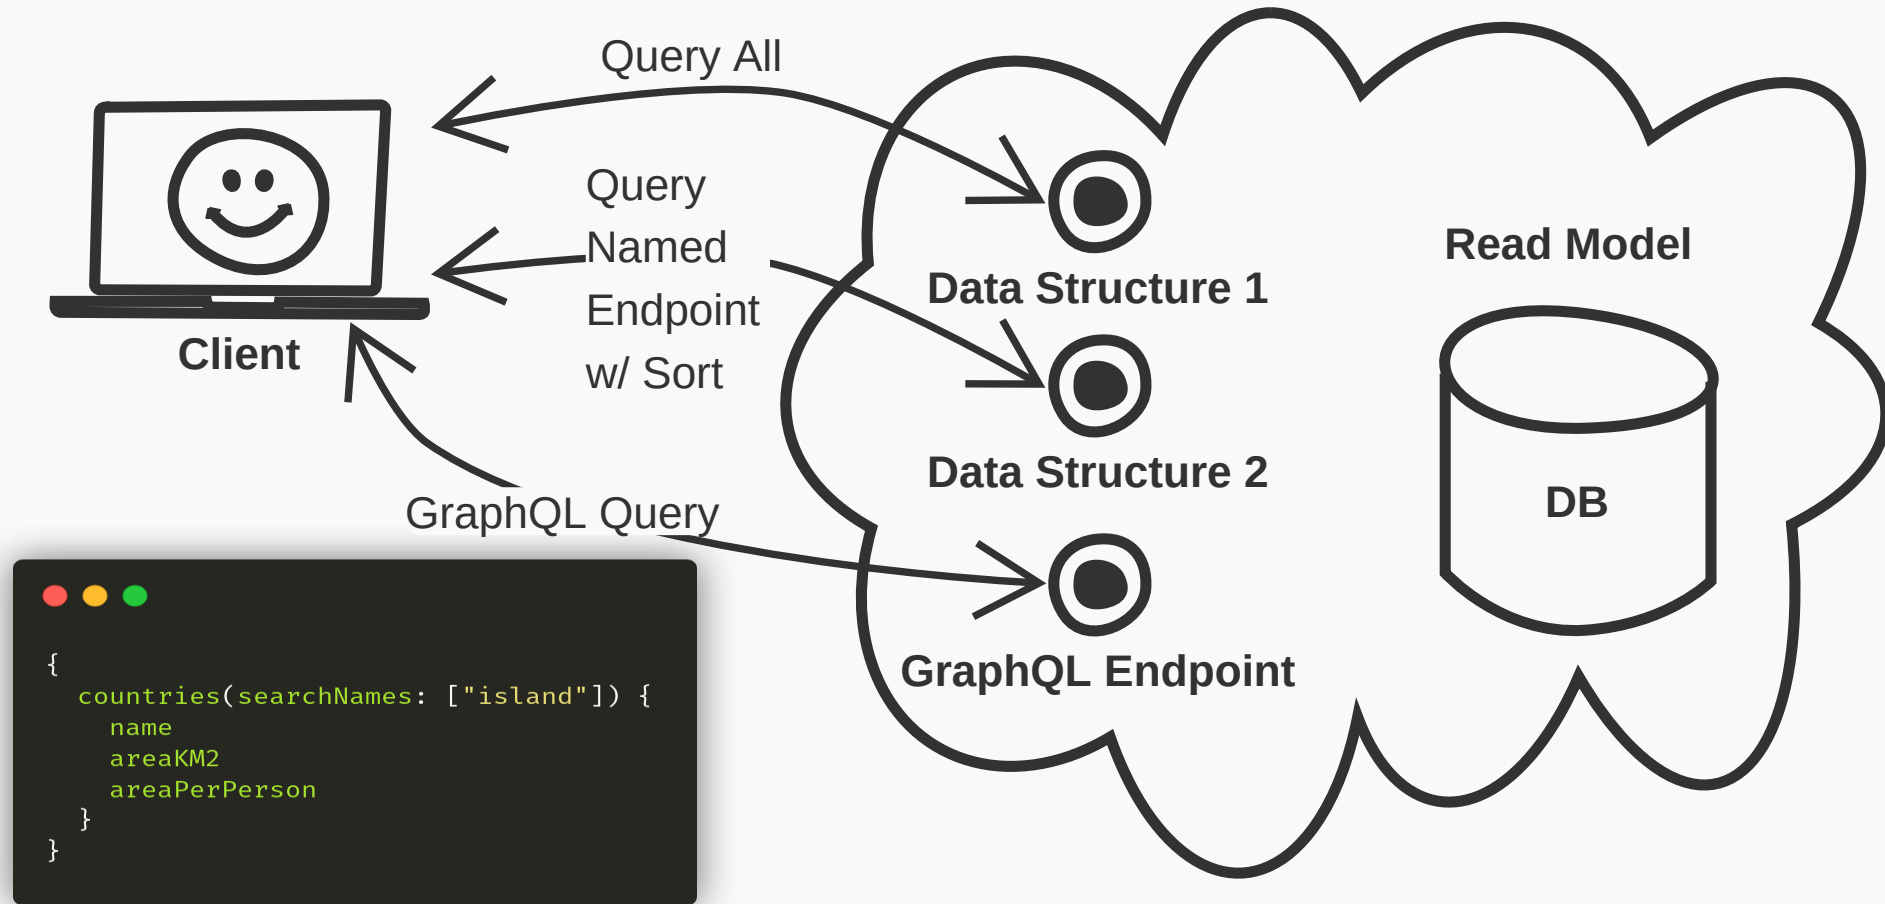 Query All
Query
Named
Endpoint
w/ Sort
Client
Data Structure 1
Read Model
Data Structure 2
DB
GraphQL Query
GraphQL Endpoint
{
  countries(searchNames: ["island"]) {
    name
    areaKM2
    areaPerPerson
  }
}